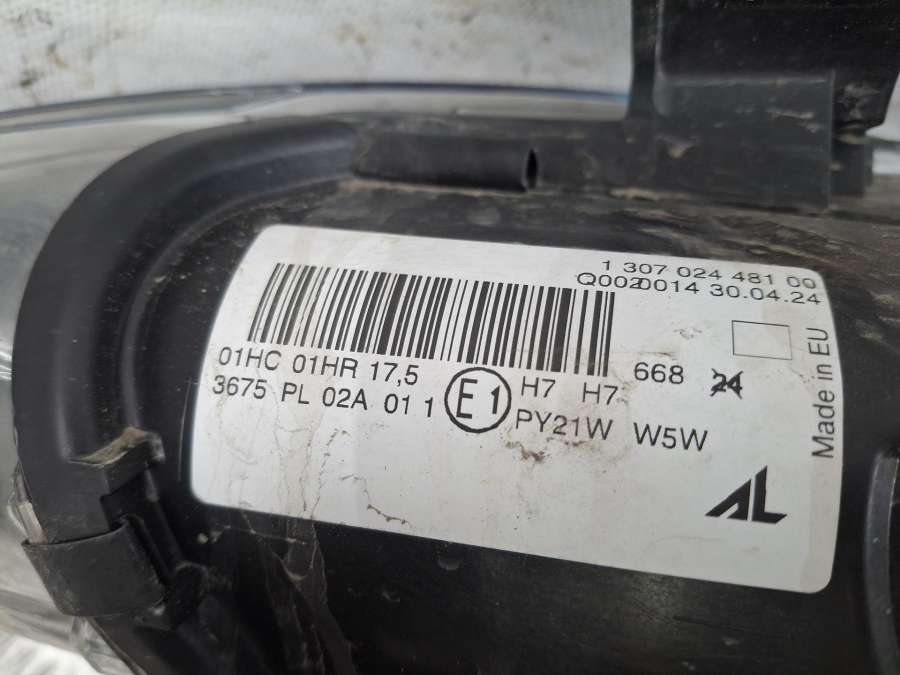 1 307 024 481 00
Q0020014 30.04.24
01HC 01HR 17,5
3675 PL 02A 01 1
E1
H7 H7
PY21W W5W
668 24
Made in EU
AL